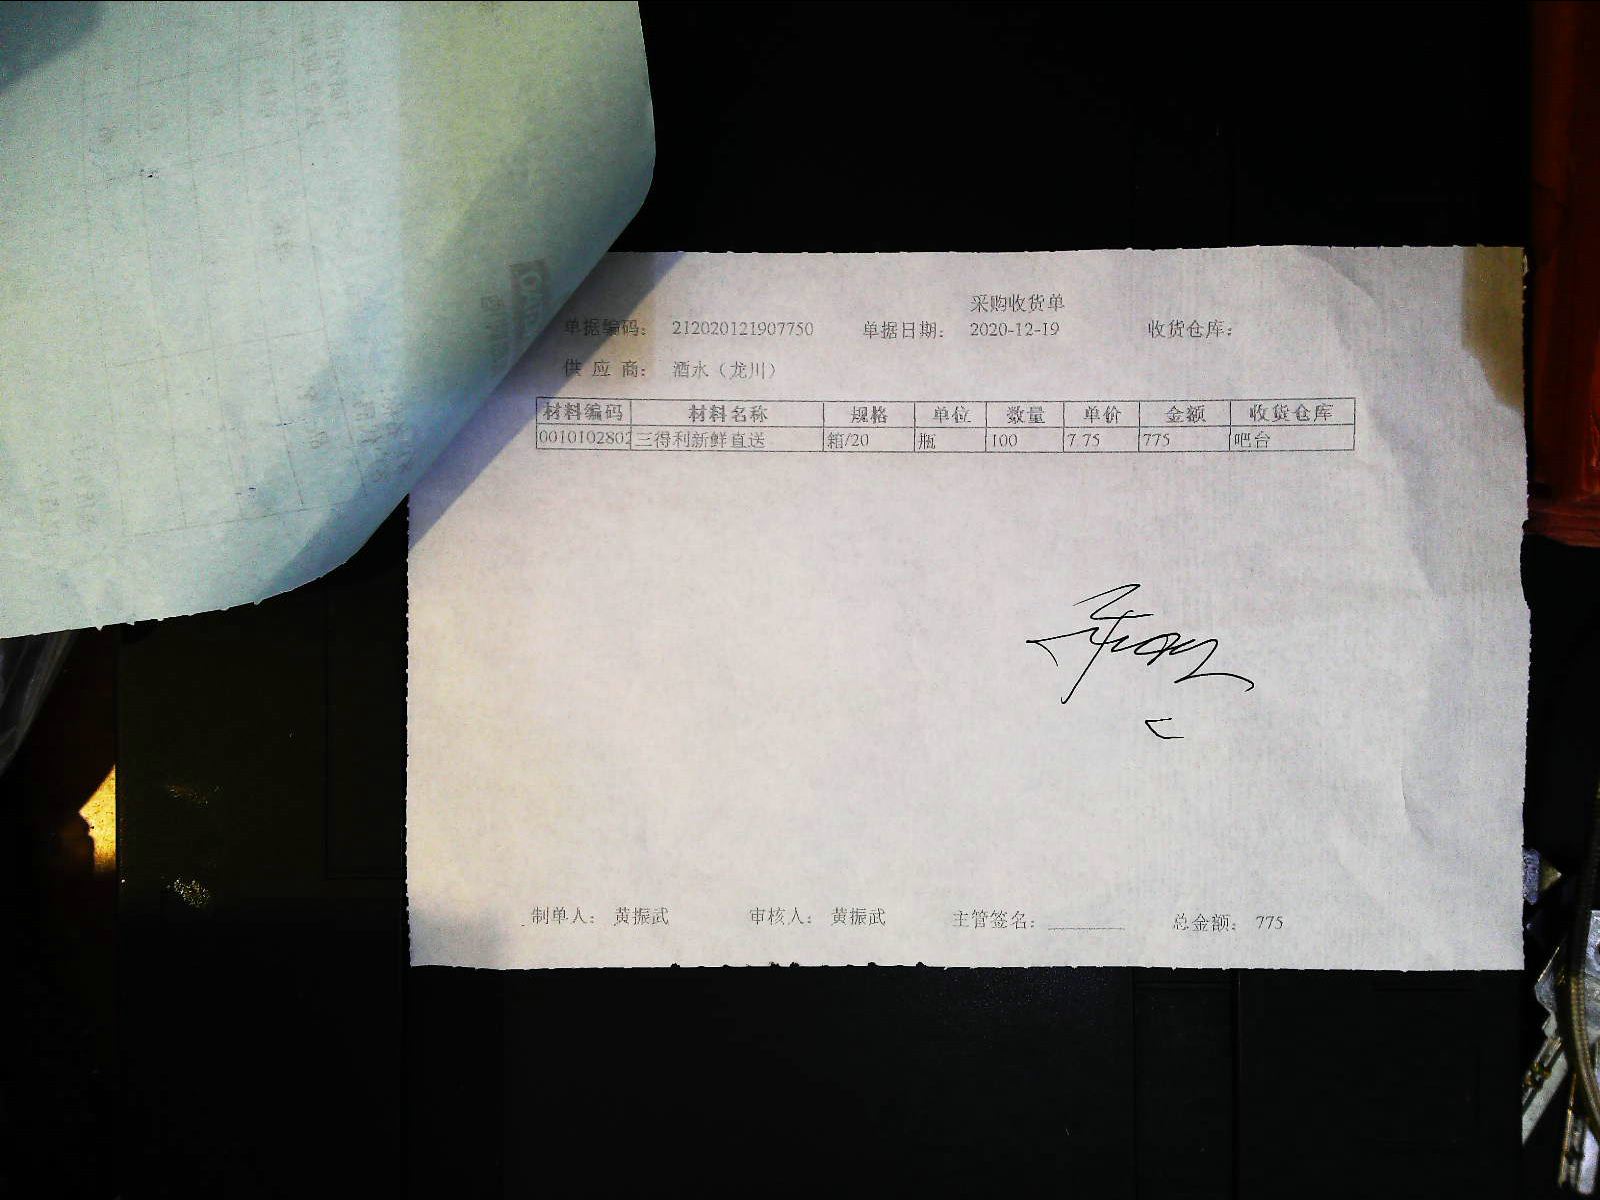 采购收货单
单据编码： 212020121907750 单据日期： 2020-12-19 收货仓库：
供 应 商： 酒水（龙川）
材料编码 材料名称 规格 单位 数量 单价 金额 收货仓库
0010102802 三得利新鲜直送 箱/20 瓶 100 7.75 775 吧台
制单人： 黄振武 审核人： 黄振武 主管签名： 总金额： 775